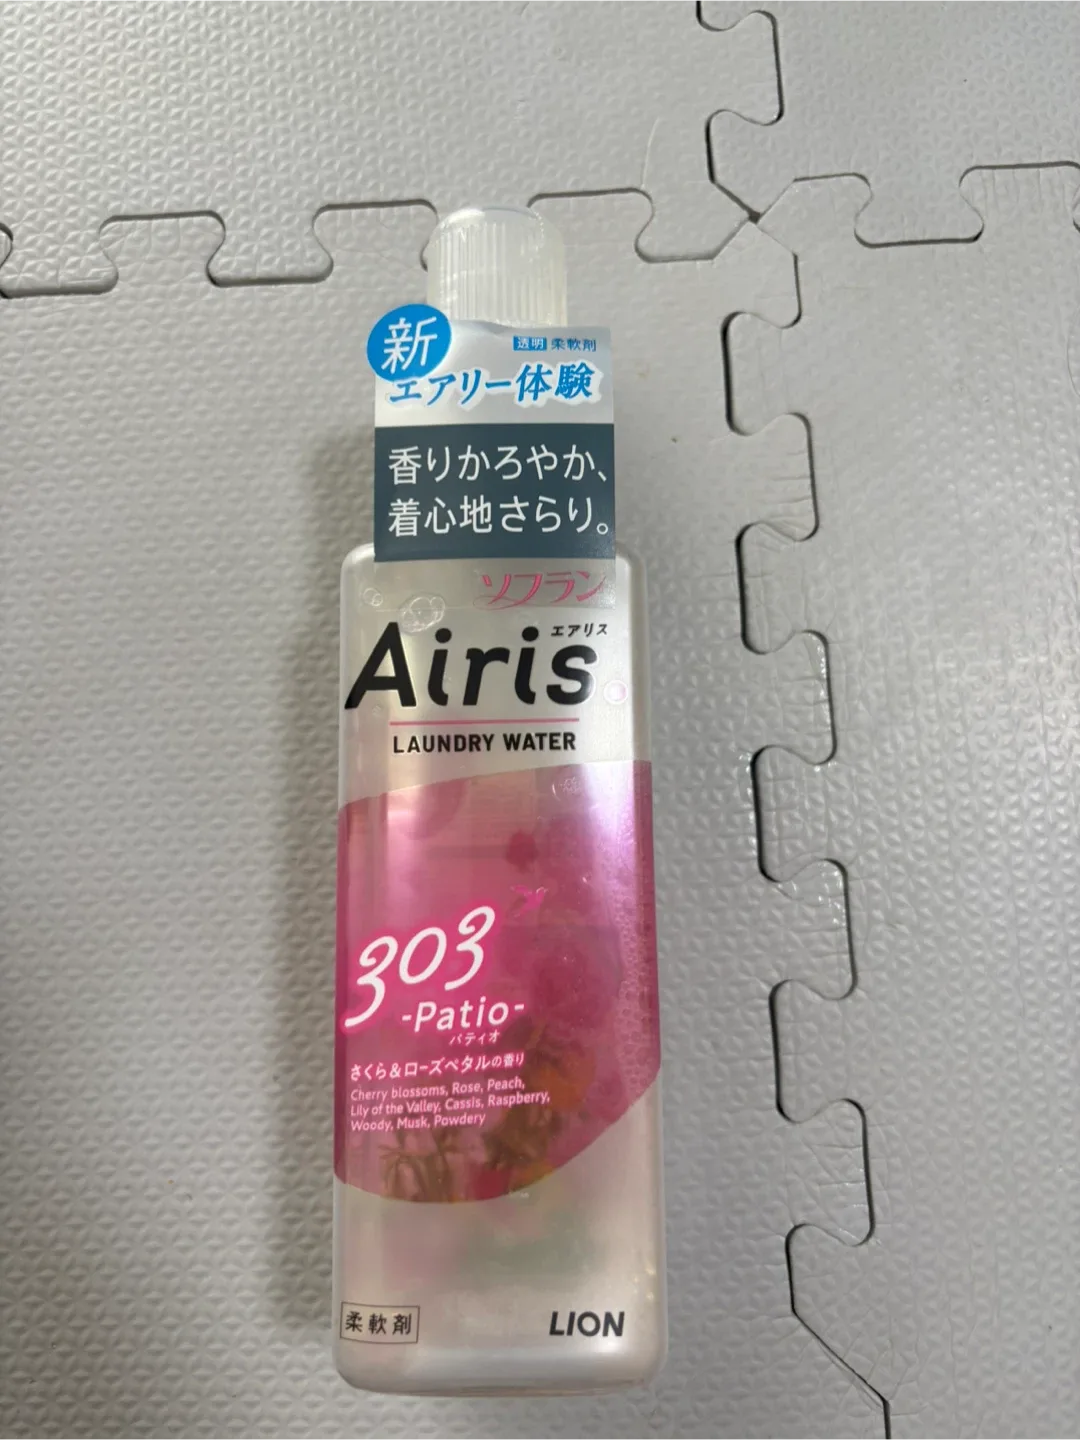 新
透明 柔軟剤
エアリー体験
香りかろやか、
着心地さらり。
ソフラン
エアリス
Airis
LAUNDRY WATER
303
-Patio-
パティオ
さくら&ローズペタルの香り
Cherry blossoms, Rose, Peach,
Lily of the Valley, Cassis, Raspberry,
Woody, Musk, Powdery
柔軟剤
LION